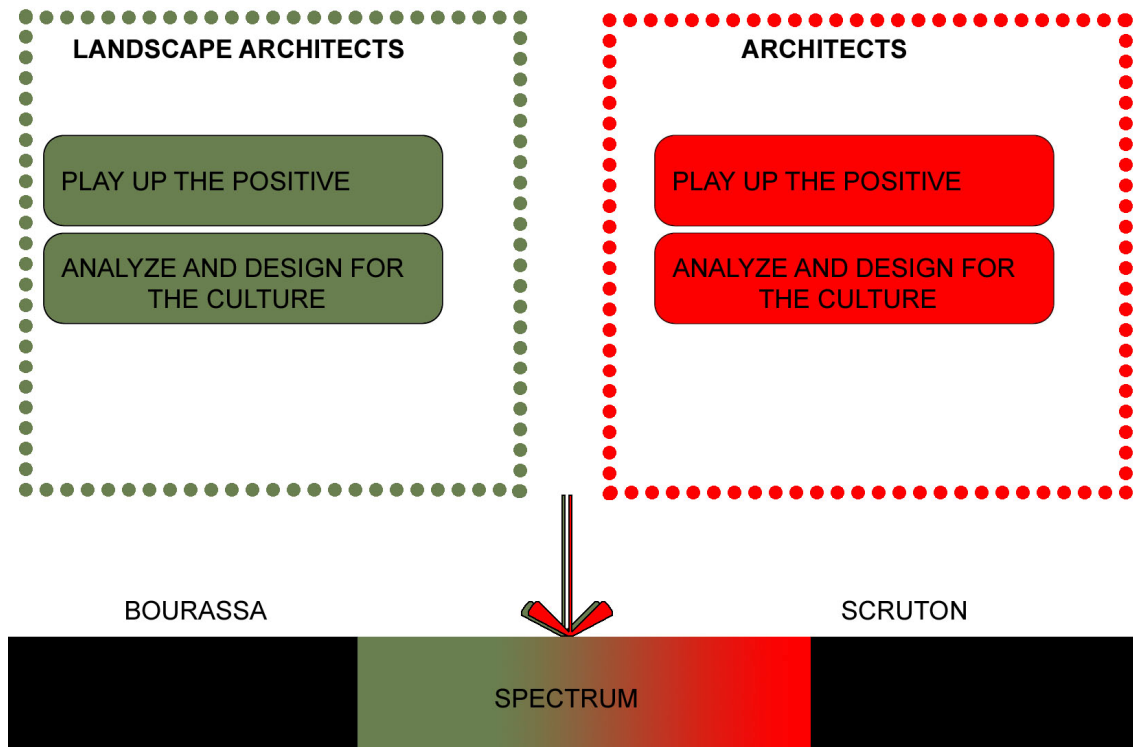 LANDSCAPE ARCHITECTS
PLAY UP THE POSITIVE
ANALYZE AND DESIGN FOR
THE CULTURE
ARCHITECTS
PLAY UP THE POSITIVE
ANALYZE AND DESIGN FOR
THE CULTURE
BOURASSA
SCRUTON
SPECTRUM